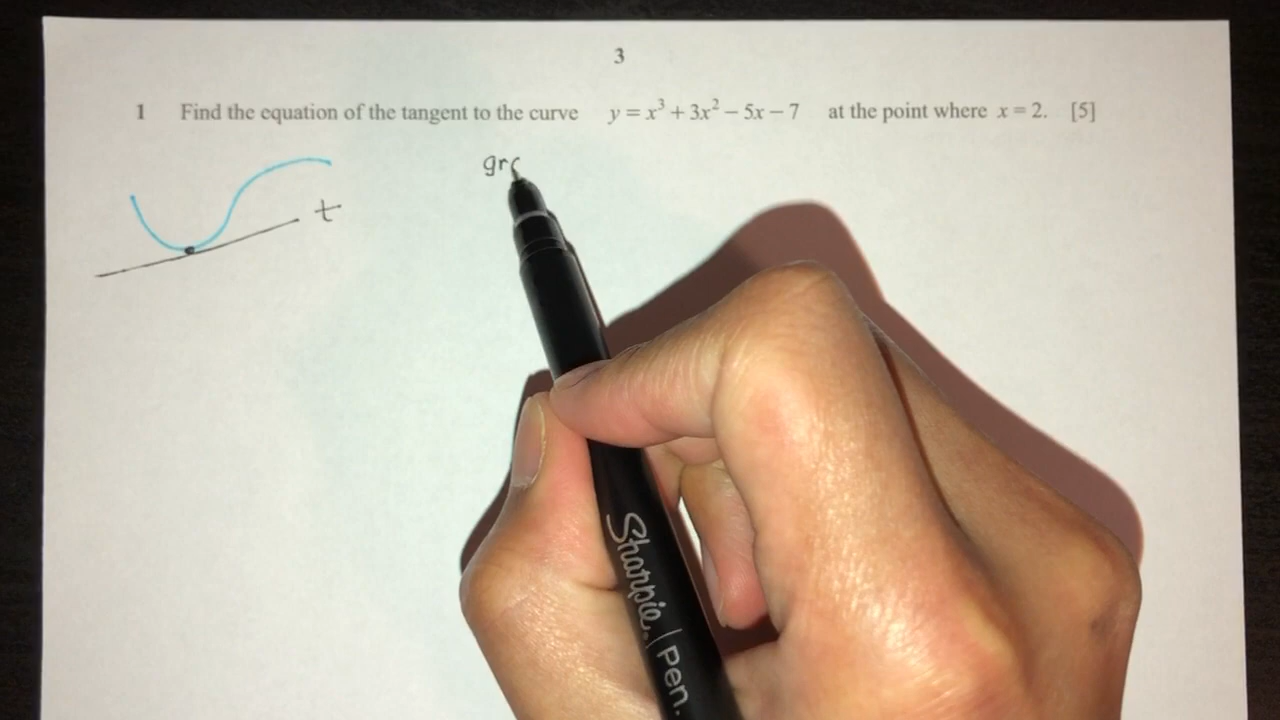 3
1 Find the equation of the tangent to the curve y = x³ + 3x² – 5x – 7 at the point where x = 2. [5]
gra
t
Sharpie. | Pen.